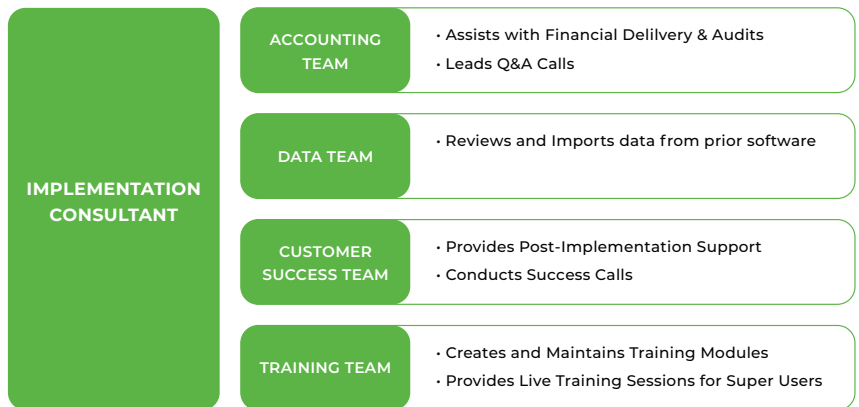 IMPLEMENTATION
CONSULTANT
ACCOUNTING
TEAM
• Assists with Financial Delilvery & Audits
• Leads Q&A Calls
DATA TEAM
• Reviews and Imports data from prior software
CUSTOMER
SUCCESS TEAM
• Provides Post-Implementation Support
• Conducts Success Calls
TRAINING TEAM
• Creates and Maintains Training Modules
• Provides Live Training Sessions for Super Users